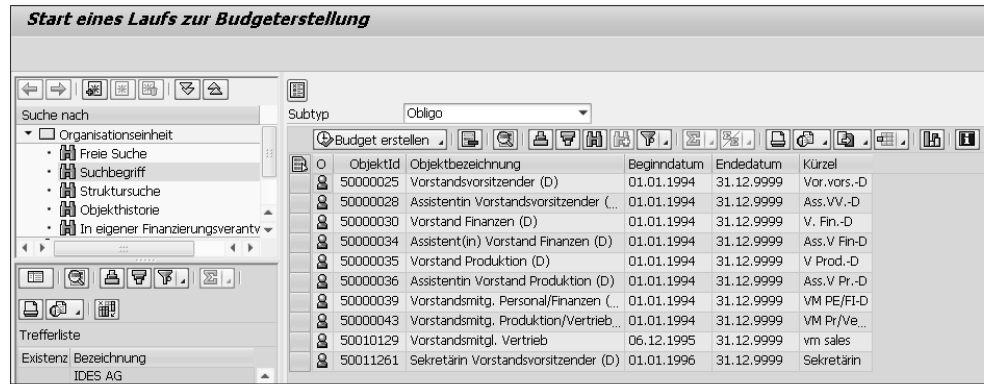 Start eines Laufs zur Budgeterstellung
Suche nach
Organisationseinheit
Freie Suche
Suchbegriff
Struktursuche
Objekthistorie
In eigener Finanzierungsverantv
Trefferliste
Existenz Bezeichnung
IDES AG
Subtyp Obligo
Budget erstellen
O ObjektId Objektbezeichnung Beginndatum Endedatum Kürzel
50000025 Vorstandsvorsitzender (D) 01.01.1994 31.12.9999 Vor.vors.-D
50000028 Assistentin Vorstandsvorsitzender (... 01.01.1994 31.12.9999 Ass.VV.-D
50000030 Vorstand Finanzen (D) 01.01.1994 31.12.9999 V. Fin.-D
50000034 Assistent(in) Vorstand Finanzen (D) 01.01.1994 31.12.9999 Ass.V Fin-D
50000035 Vorstand Produktion (D) 01.01.1994 31.12.9999 V Prod.-D
50000036 Assistentin Vorstand Produktion (D) 01.01.1994 31.12.9999 Ass.V Pr.-D
50000039 Vorstandsmitg. Personal/Finanzen (... 01.01.1994 31.12.9999 VM PE/FI-D
50000043 Vorstandsmitg. Produktion/Vertrieb... 01.01.1994 31.12.9999 VM Pr/Ve...
50010129 Vorstandsmitgl. Vertrieb 06.12.1995 31.12.9999 vm sales
50011261 Sekretärin Vorstandsvorsitzender (D) 01.01.1996 31.12.9999 Sekretärin